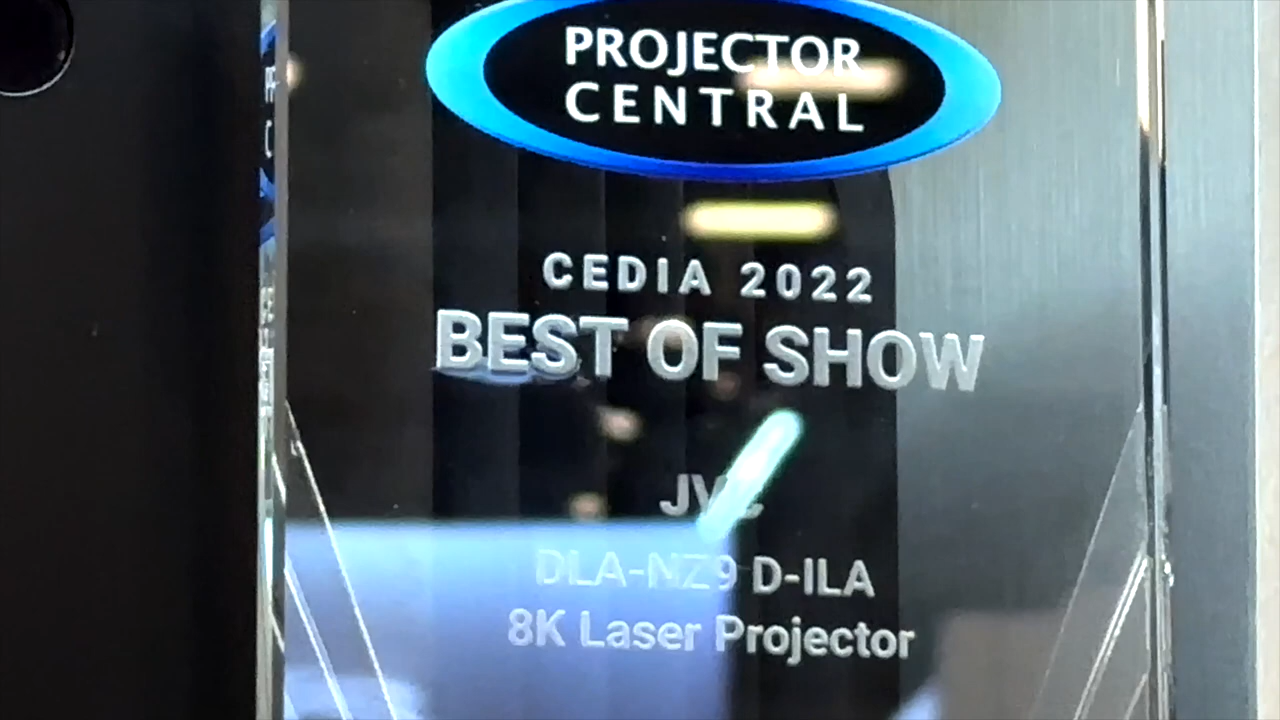 PROJECTOR
CENTRAL
CEDIA 2022
BEST OF SHOW
JVC
DLA-NZ9 D-ILA
8K Laser Projector